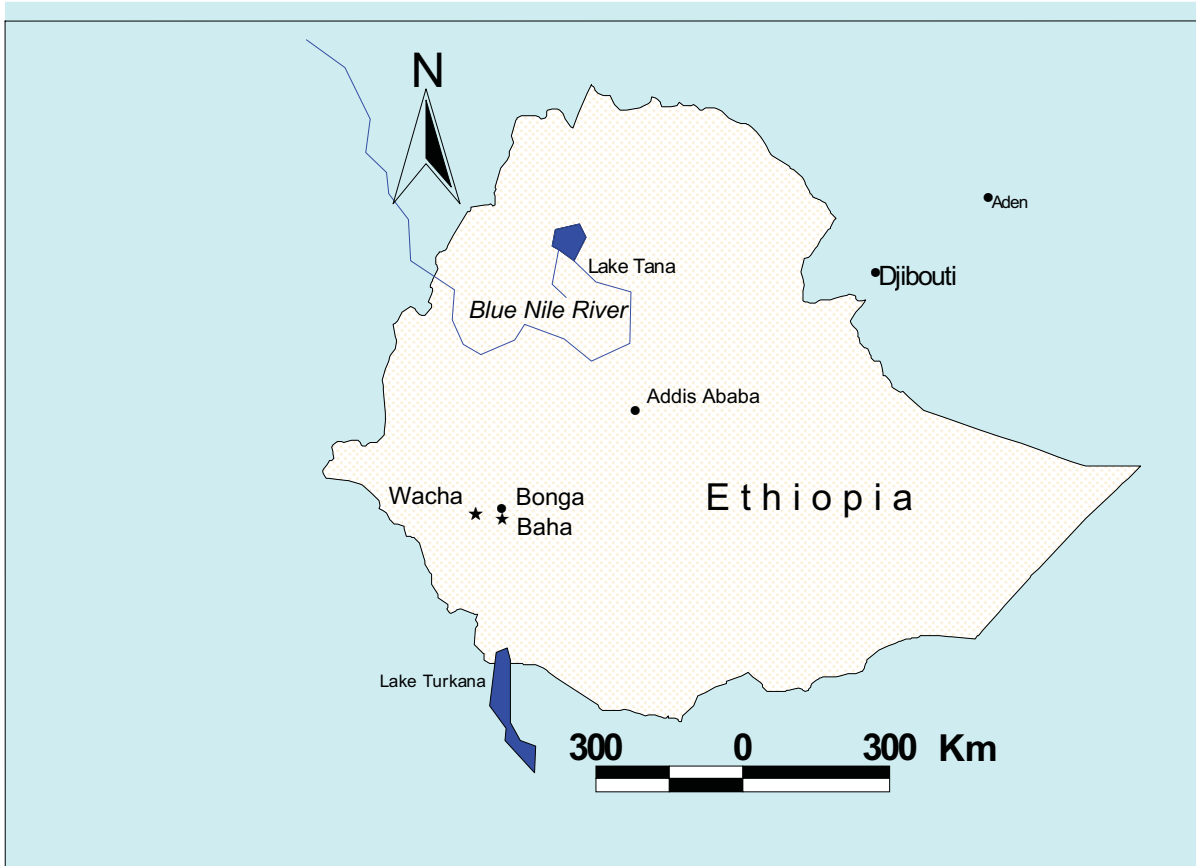 N
Aden
Lake Tana
Djibouti
Blue Nile River
Addis Ababa
Wacha
Bonga
Ethiopia
Baha
Lake Turkana
300 0 300 Km